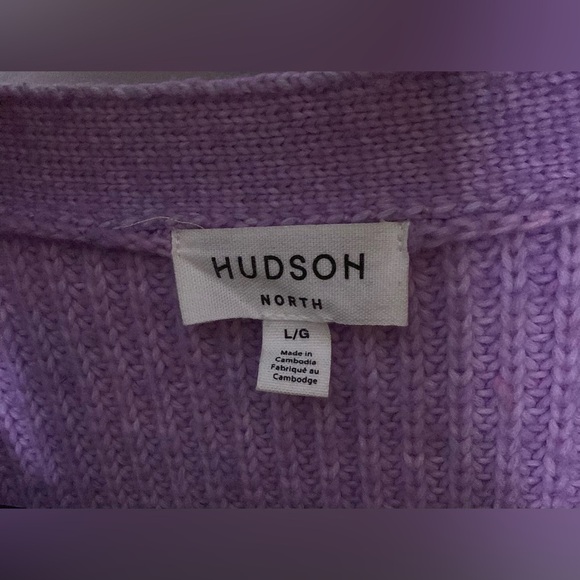 HUDSON
NORTH
L/G
Made in
Cambodia
Fabriqué au
Cambodge